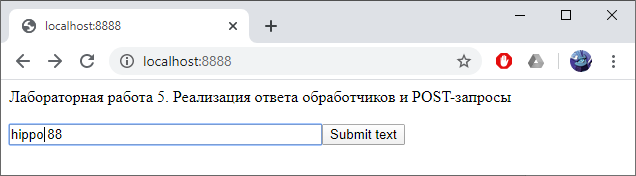 localhost:8888
localhost:8888
Лабораторная работа 5. Реализация ответа обработчиков и POST-запросы
hippo 88 Submit text